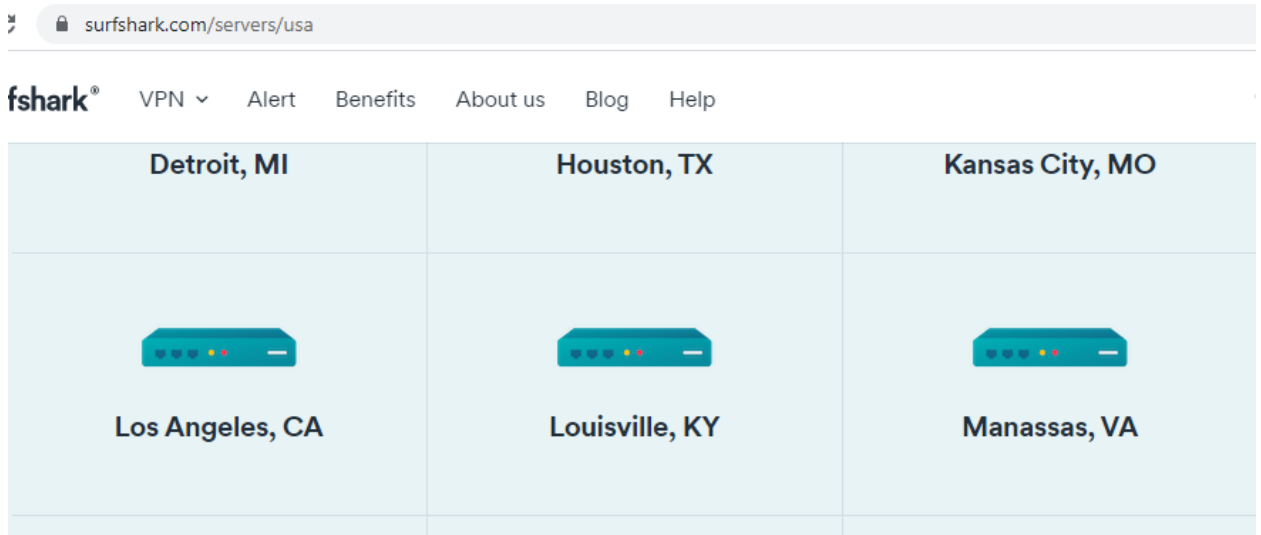 surfshark.com/servers/usa
fshark® VPN Alert Benefits About us Blog Help
Detroit, MI Houston, TX Kansas City, MO
Los Angeles, CA Louisville, KY Manassas, VA